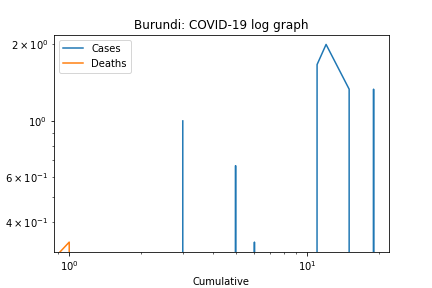 Burundi: COVID-19 log graph
Cases
Deaths
2 × 10⁰
10⁰
6 × 10⁻¹
4 × 10⁻¹
10⁰ 10¹
Cumulative